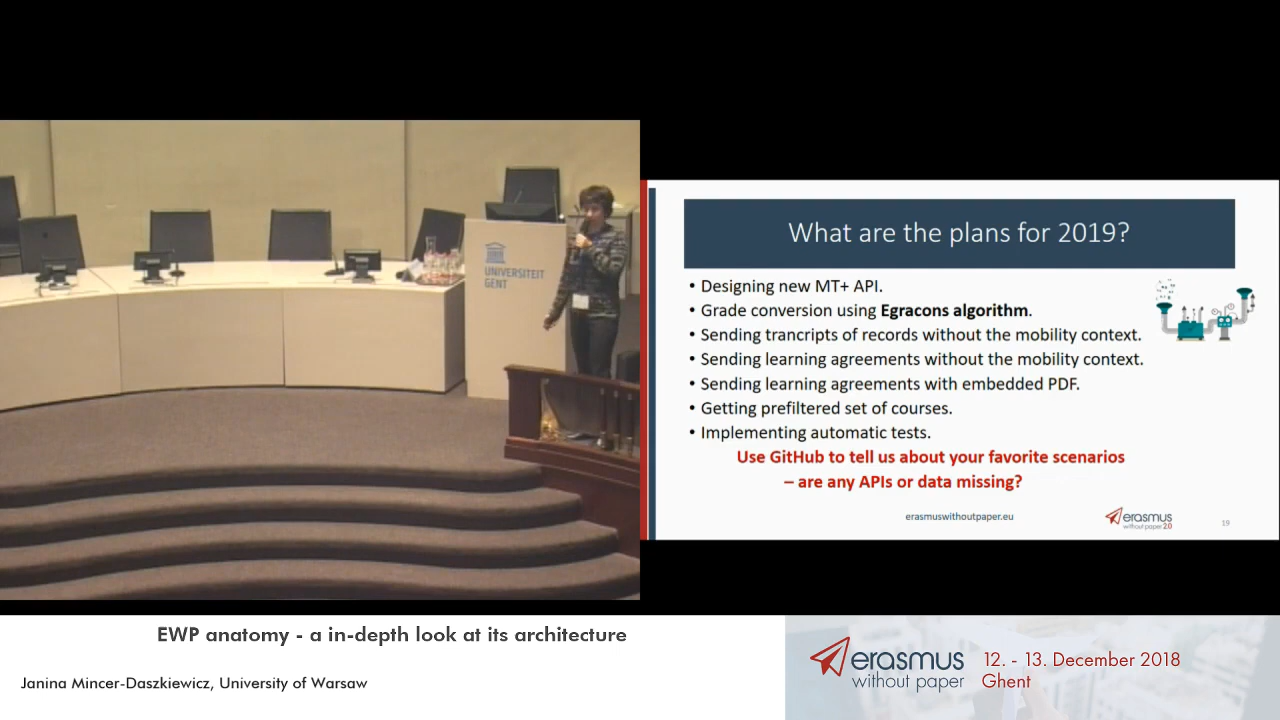 UNIVERSITEIT
GENT
What are the plans for 2019?
• Designing new MT+ API.
• Grade conversion using Egracons algorithm.
• Sending trancripts of records without the mobility context.
• Sending learning agreements without the mobility context.
• Sending learning agreements with embedded PDF.
• Getting prefiltered set of courses.
• Implementing automatic tests.
Use GitHub to tell us about your favorite scenarios
– are any APIs or data missing?
erasmuswithoutpaper.eu
erasmus
without paper 2.0
19
EWP anatomy - a in-depth look at its architecture
Janina Mincer-Daszkiewicz, University of Warsaw
erasmus
without paper
12. - 13. December 2018
Ghent